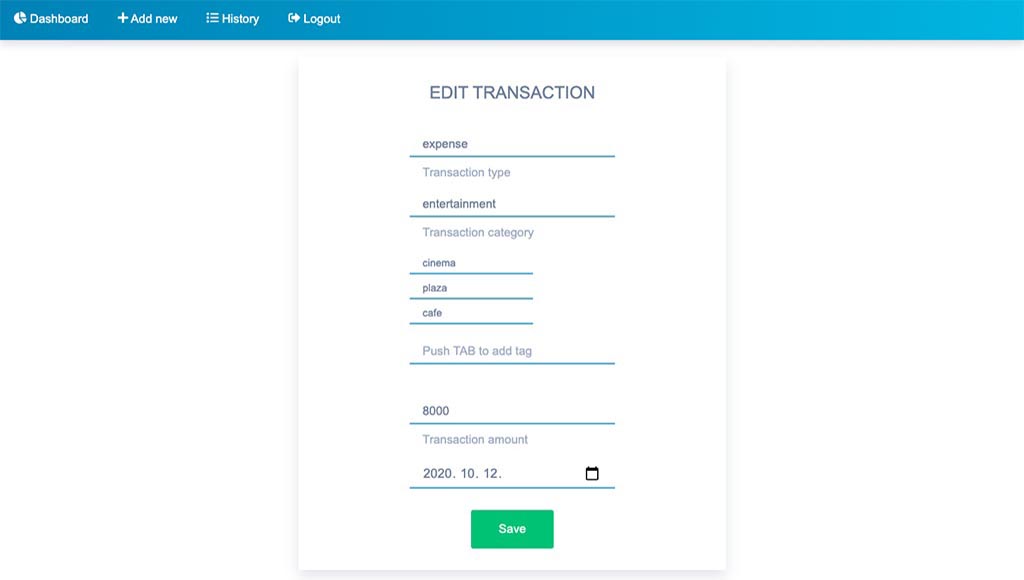 Dashboard Add new History Logout
EDIT TRANSACTION
expense
Transaction type
entertainment
Transaction category
cinema
plaza
cafe
Push TAB to add tag
8000
Transaction amount
2020. 10. 12.
Save